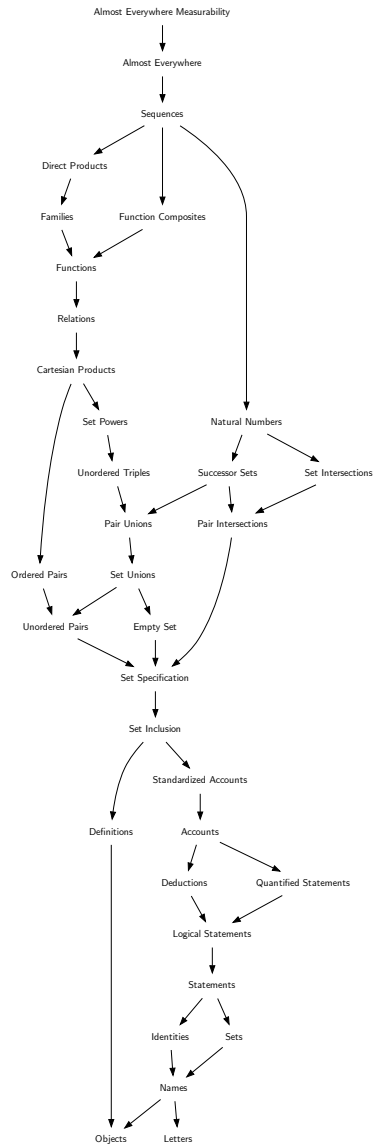 Almost Everywhere Measurability
Almost Everywhere
Sequences
Direct Products
Families
Function Composites
Functions
Relations
Cartesian Products
Set Powers
Natural Numbers
Unordered Triples
Successor Sets
Set Intersections
Pair Unions
Pair Intersections
Ordered Pairs
Set Unions
Unordered Pairs
Empty Set
Set Specification
Set Inclusion
Standardized Accounts
Definitions
Accounts
Deductions
Quantified Statements
Logical Statements
Statements
Identities
Sets
Names
Objects
Letters